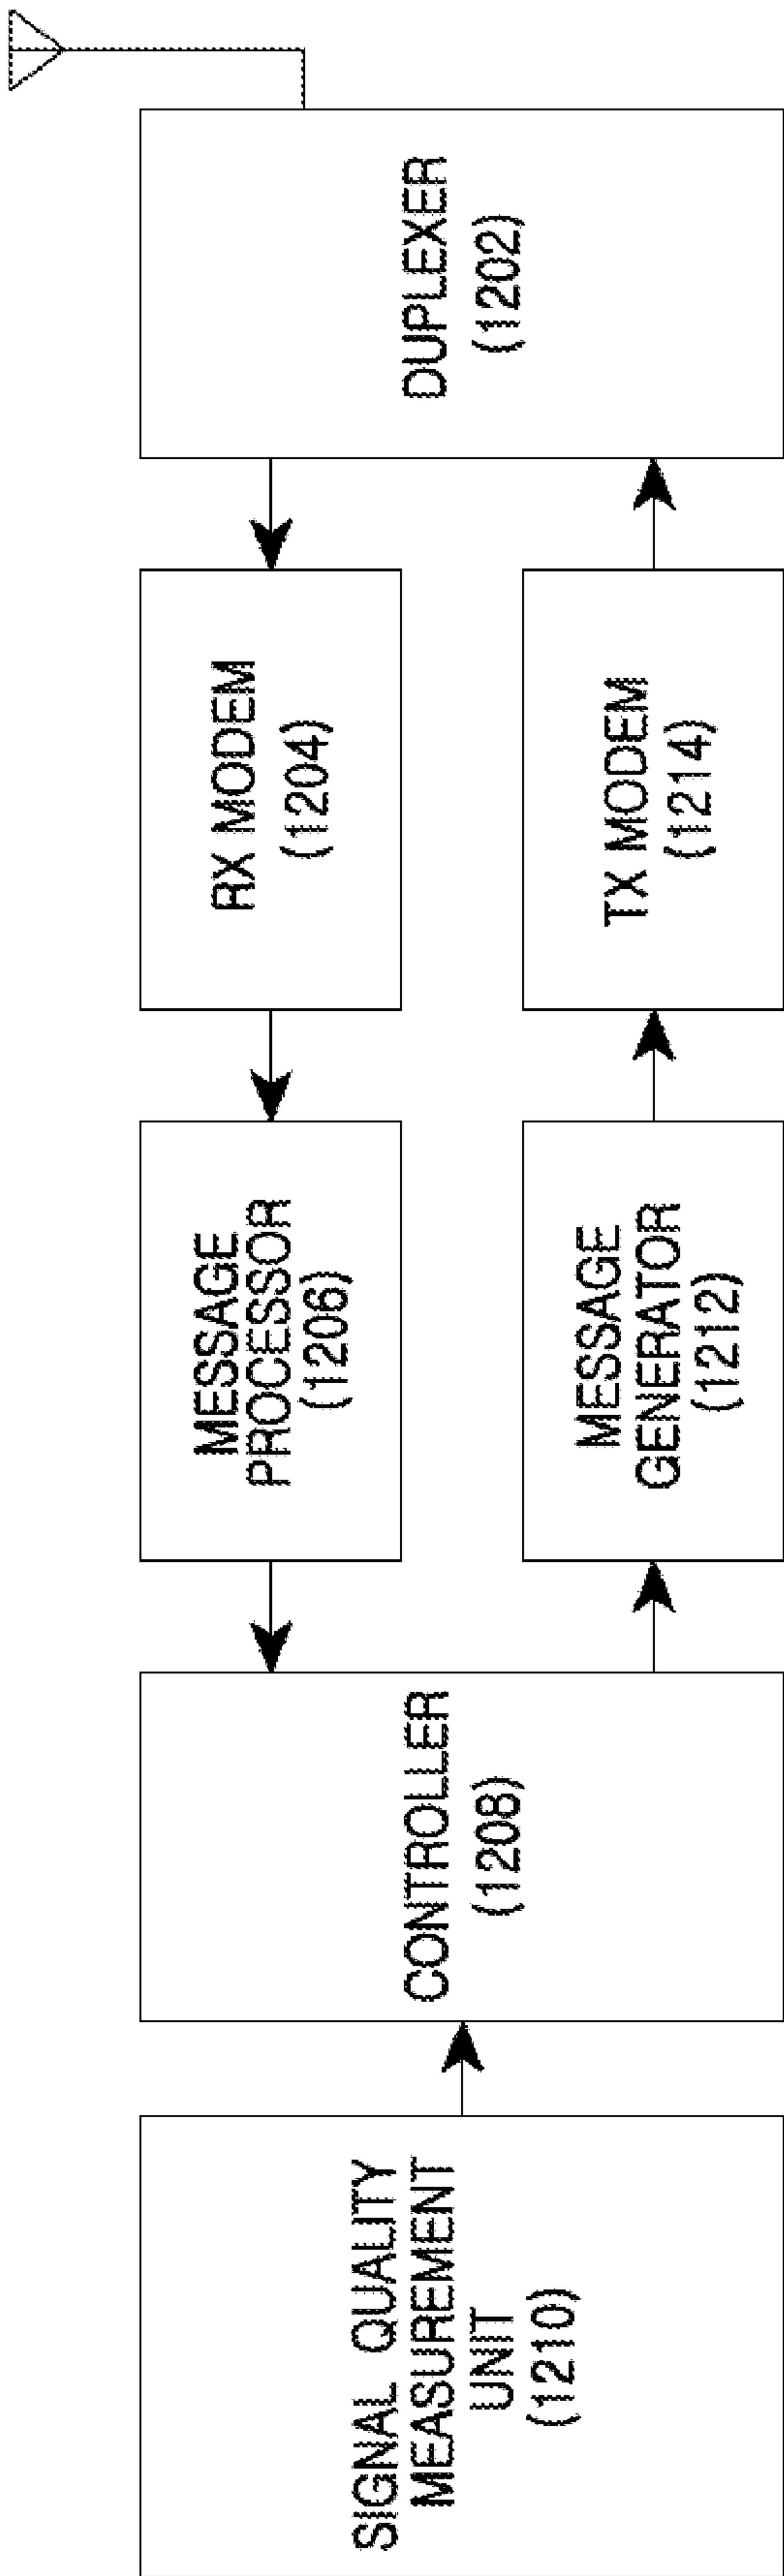 SIGNAL QUALITY
MEASUREMENT
UNIT
(1210)
CONTROLLER
(1208)
MESSAGE
PROCESSOR
(1206)
RX MODEM
(1204)
MESSAGE
GENERATOR
(1212)
TX MODEM
(1214)
DUPLEXER
(1202)